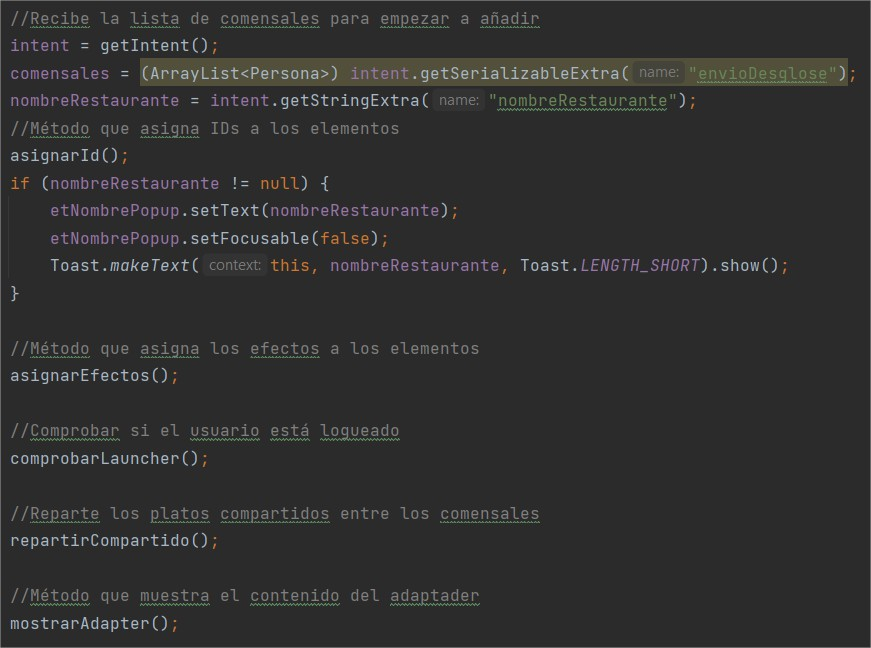 //Recibe la lista de comensales para empezar a añadir
intent = getIntent();
comensales = (ArrayList<Persona>) intent.getSerializableExtra( name: "envioDesglose");
nombreRestaurante = intent.getStringExtra( name: "nombreRestaurante");
//Método que asigna IDs a los elementos
asignarId();
if (nombreRestaurante != null) {
    etNombrePopup.setText(nombreRestaurante);
    etNombrePopup.setFocusable(false);
    Toast.makeText( context: this, nombreRestaurante, Toast.LENGTH_SHORT).show();
}
//Método que asigna los efectos a los elementos
asignarEfectos();
//Comprobar si el usuario está logueado
comprobarLauncher();
//Reparte los platos compartidos entre los comensales
repartirCompartido();
//Método que muestra el contenido del adaptader
mostrarAdapter();